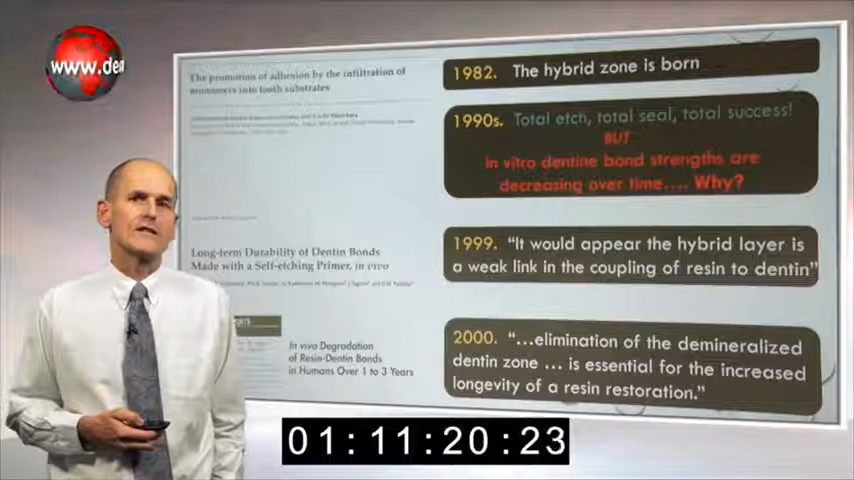 www.den
The promotion of adhesion by the infiltration of
monomers into tooth substrates
Long-term Durability of Dentin Bonds
Made with a Self-etching Primer, in vivo
In vivo Degradation
of Resin-Dentin Bonds
in Humans Over 1 to 3 Years
1982. The hybrid zone is born
1990s. Total etch, total seal, total success!
BUT
In vitro dentine bond strengths are
decreasing over time.... Why?
1999. "It would appear the hybrid layer is
a weak link in the coupling of resin to dentin"
2000. "...elimination of the demineralized
dentin zone ... is essential for the increased
longevity of a resin restoration."
01:11:20:23